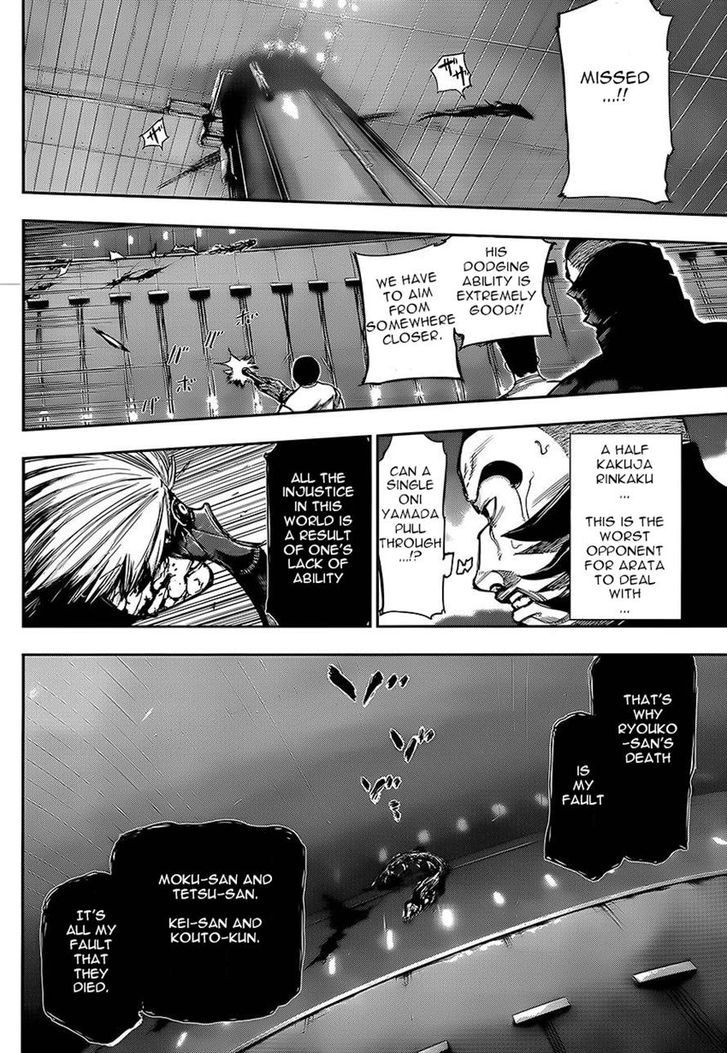 MISSED
...!!
ザザ
ザ
HIS
DODGING
ABILITY IS
EXTREMELY
GOOD!!
WE HAVE
TO AIM
FROM
SOMEWHERE
CLOSER.
A HALF
KAKUJA
RINKAKU
...
THIS IS THE
WORST
OPPONENT
FOR ARATA
TO DEAL
WITH
...
CAN A
SINGLE
ONI
YAMADA
PULL
THROUGH
...!?
ALL THE
INJUSTICE
IN THIS
WORLD IS
A RESULT
OF ONE'S
LACK OF
ABILITY
THAT'S
WHY
RYOUKO
-SAN'S
DEATH
IS
MY
FAULT
MOKU-SAN AND
TETSU-SAN.
KEI-SAN AND
KOUTO-KUN.
IT'S
ALL MY
FAULT
THAT
THEY
DIED.